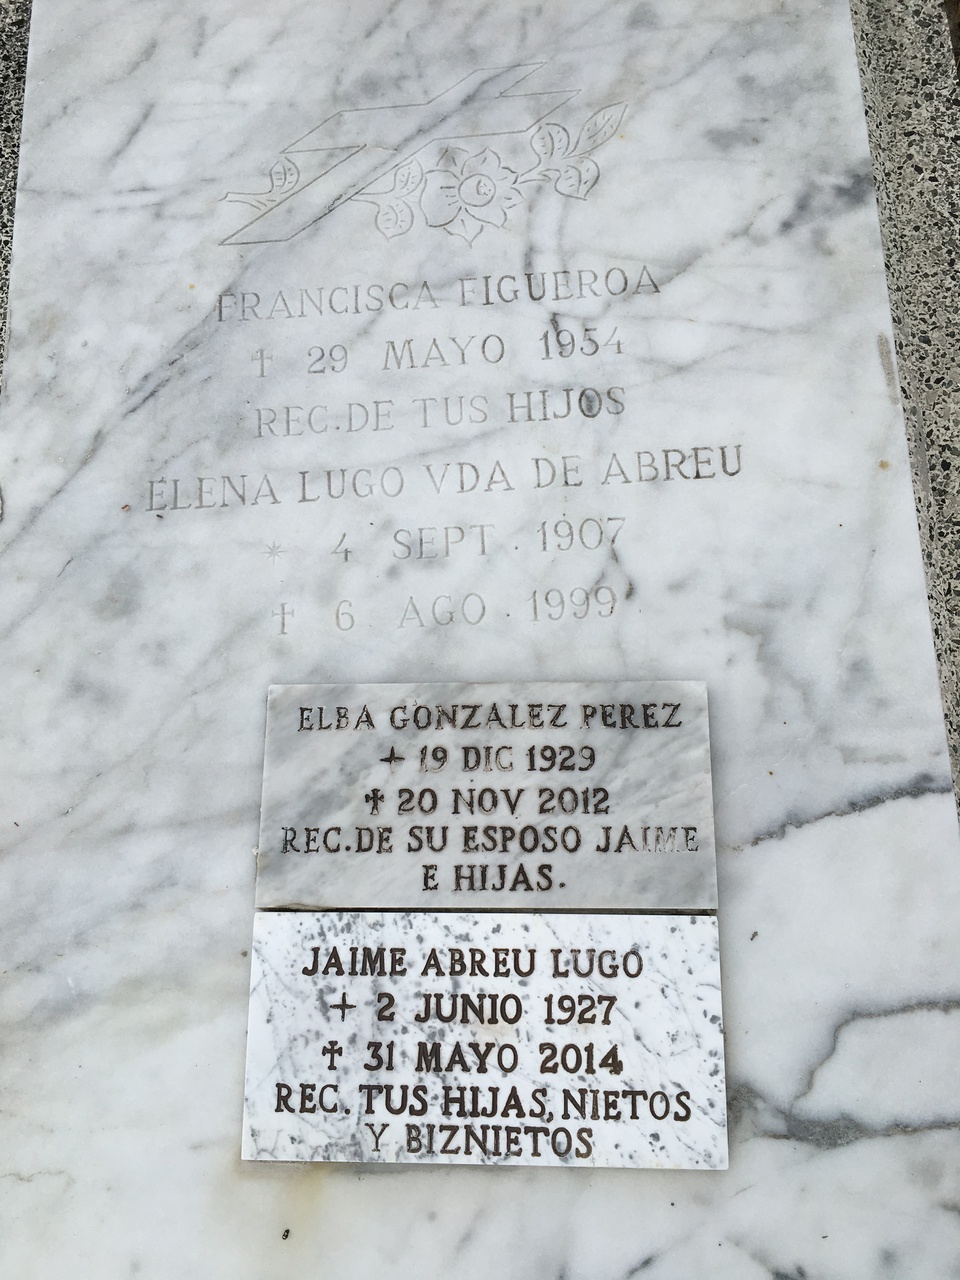 FRANCISCA FIGUEROA
✝ 29 MAYO 1954
REC. DE TUS HIJOS
ELENA LUGO VDA DE ABREU
* 4 SEPT. 1907
✝ 6 AGO. 1999
ELBA GONZALEZ PEREZ
+ 19 DIC 1929
✝ 20 NOV 2012
REC. DE SU ESPOSO JAIME
E HIJAS.
JAIME ABREU LUGO
+ 2 JUNIO 1927
✝ 31 MAYO 2014
REC. TUS HIJAS, NIETOS
Y BIZNIETOS